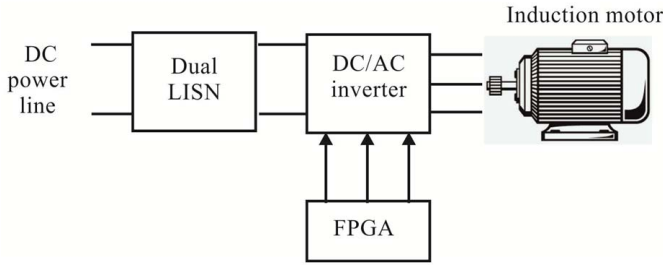 Induction motor
DC
power
line
Dual
LISN
DC/AC
inverter
FPGA